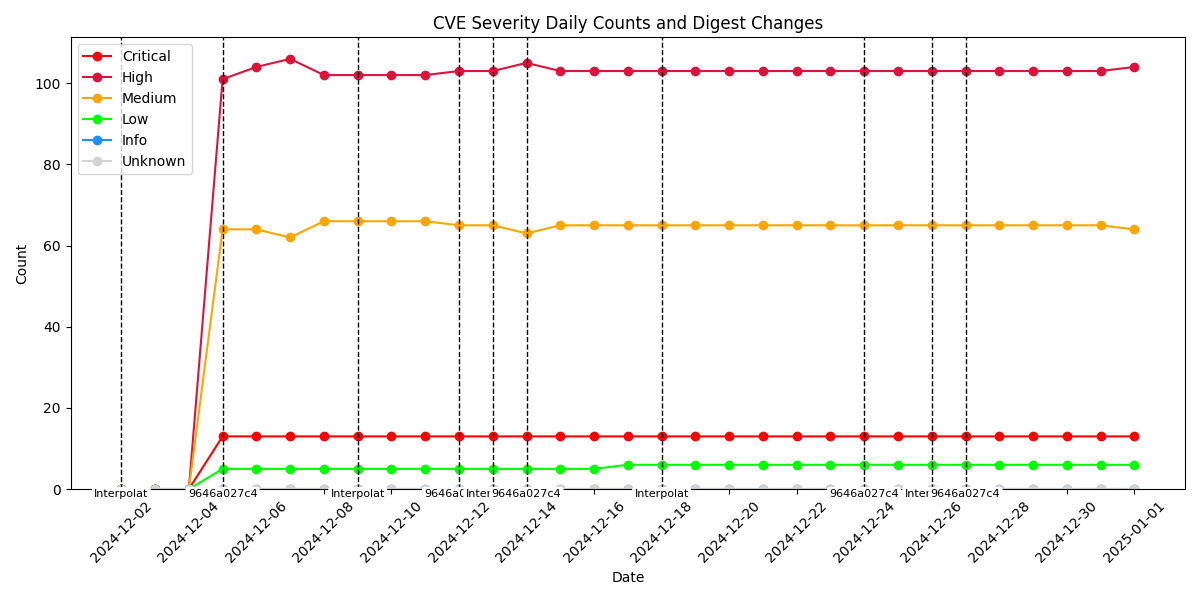 CVE Severity Daily Counts and Digest Changes
Critical
High
Medium
Low
Info
Unknown
Count
100
80
60
40
20
0
Interpolat
9646a027c4
Interpolat
9646a0
Inter
9646a027c4
Interpolat
9646a027c4
Inter
9646a027c4
2024-12-02
2024-12-04
2024-12-06
2024-12-08
2024-12-10
2024-12-12
2024-12-14
2024-12-16
2024-12-18
2024-12-20
2024-12-22
2024-12-24
2024-12-26
2024-12-28
2024-12-30
2025-01-01
Date